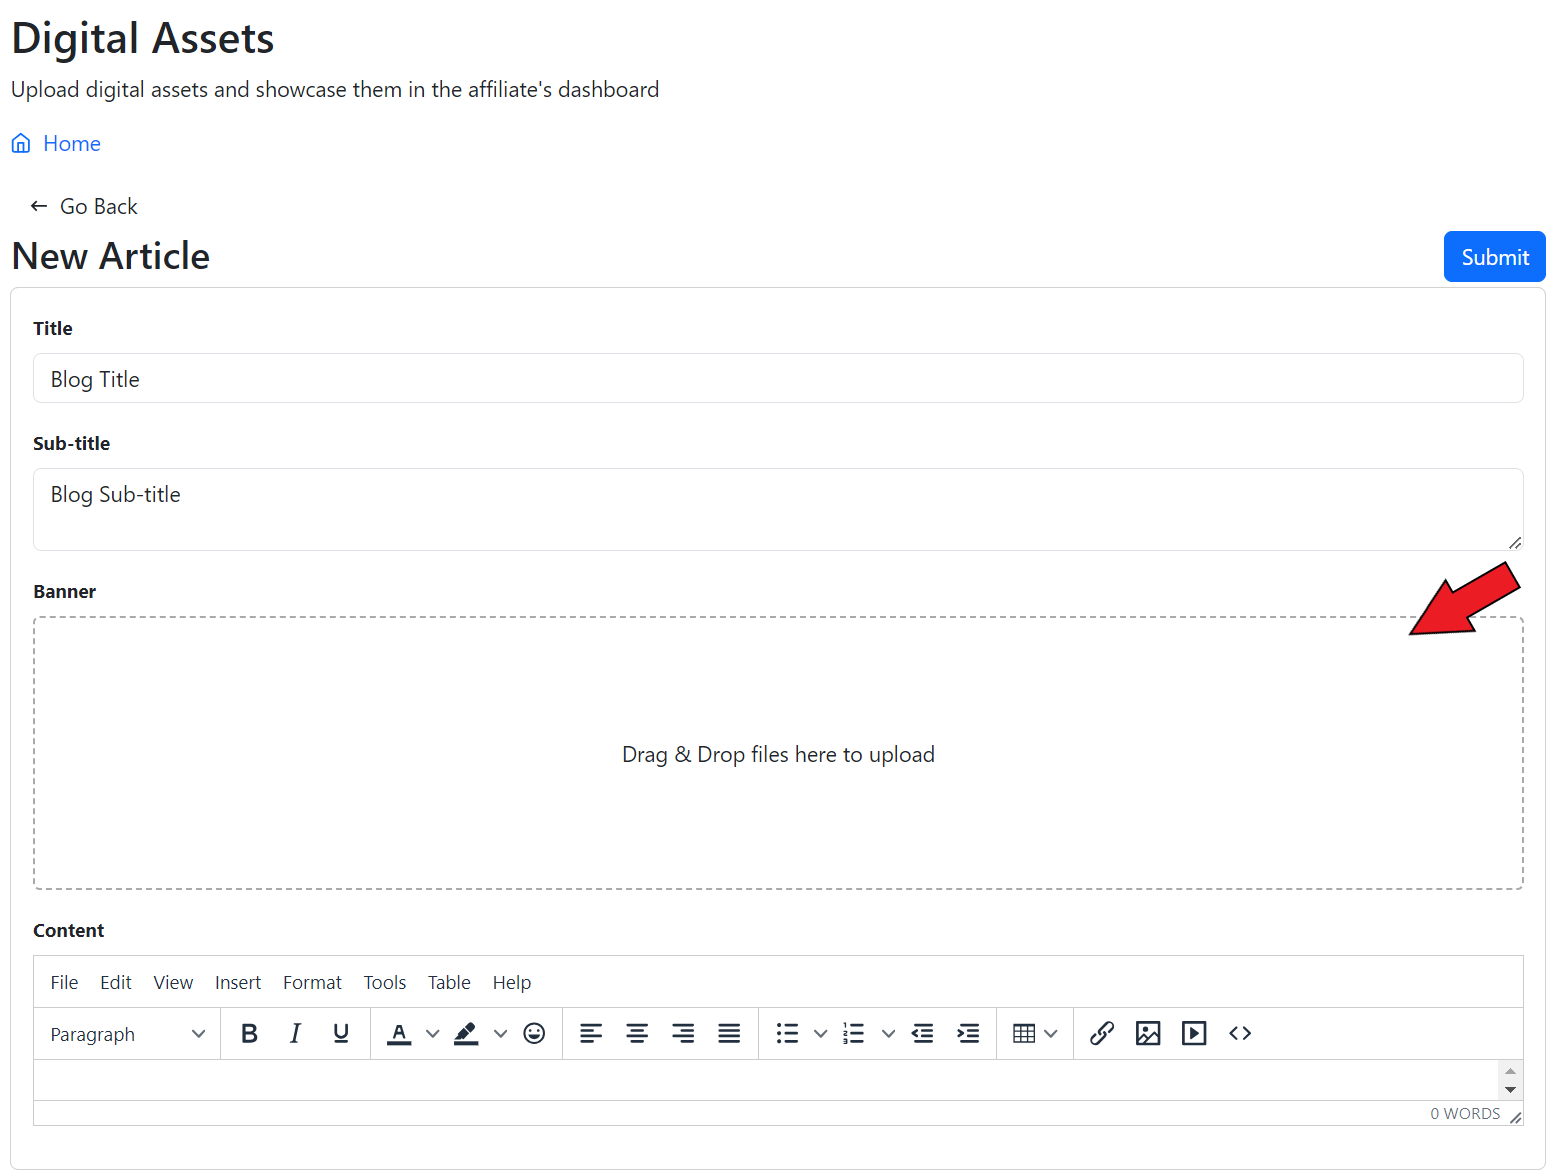 Digital Assets
Upload digital assets and showcase them in the affiliate's dashboard
Home
Go Back
New Article
Submit
Title
Blog Title
Sub-title
Blog Sub-title
Banner
Drag & Drop files here to upload
Content
File Edit View Insert Format Tools Table Help
Paragraph
0 WORDS